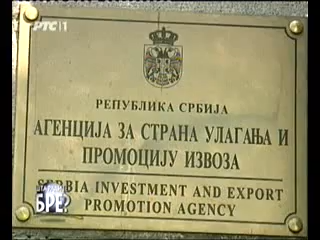 РТС 1
РЕПУБЛИКА СРБИЈА
АГЕНЦИЈА ЗА СТРАНА УЛАГАЊА И
ПРОМОЦИЈУ ИЗВОЗА
SERBIA INVESTMENT AND EXPORT
PROMOTION AGENCY
БРЕ?